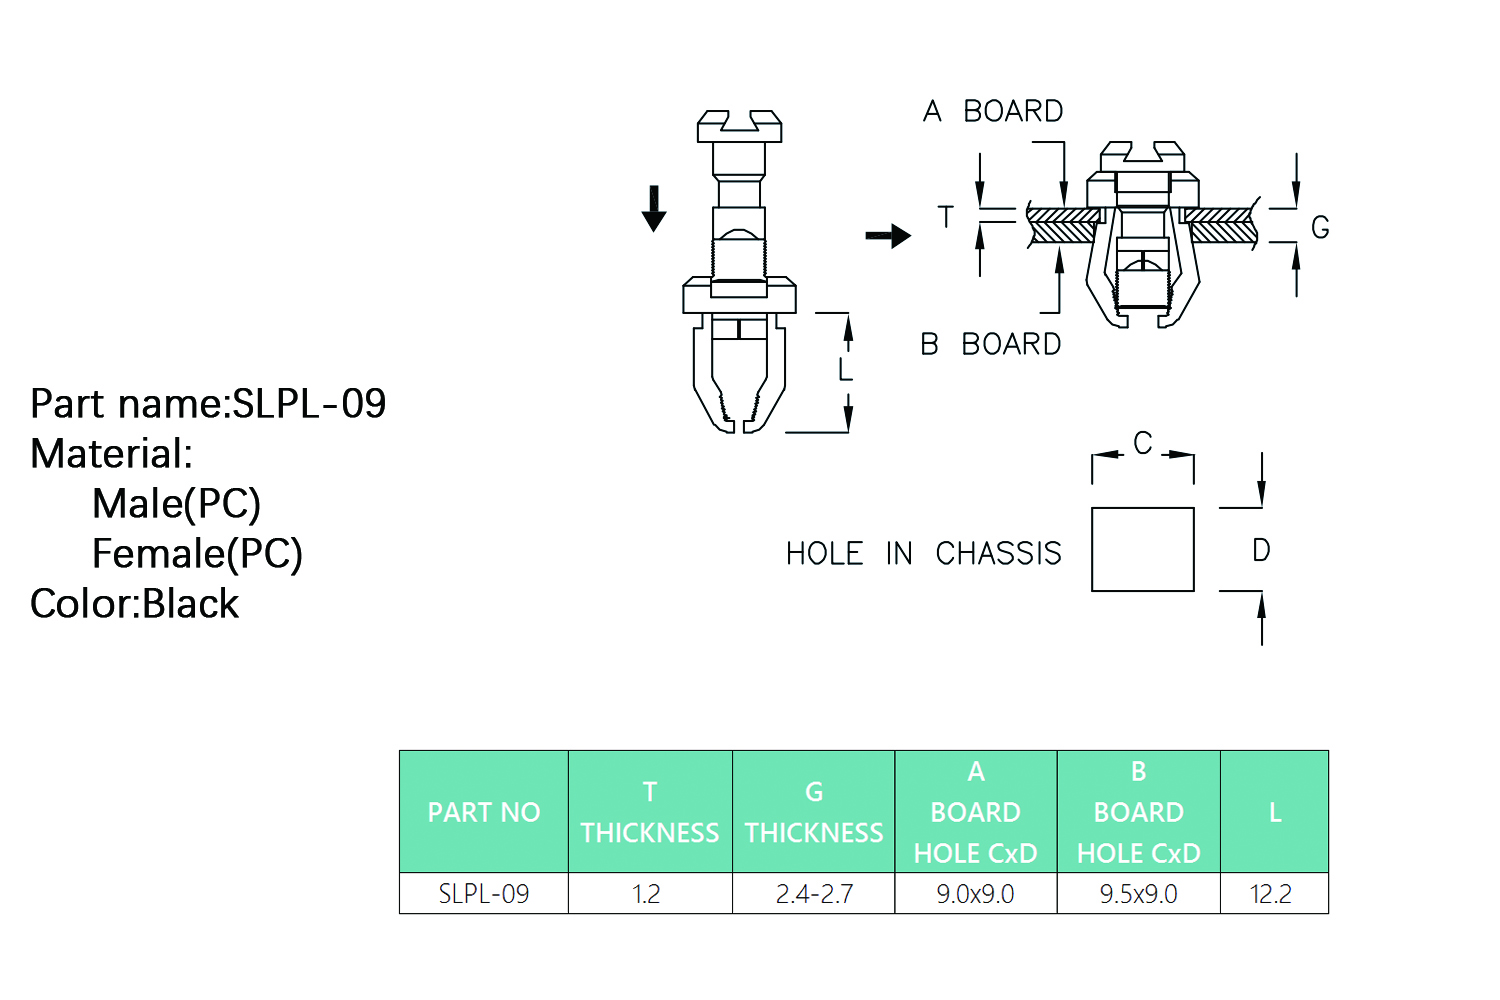 A BOARD
T
G
B BOARD
L
Part name:SLPL-09
Material:
Male(PC)
Female(PC)
Color:Black
C
HOLE IN CHASSIS
D
PART NO
T
THICKNESS
G
THICKNESS
A
BOARD
HOLE CxD
B
BOARD
HOLE CxD
L
SLPL-09
1.2
2.4-2.7
9.0x9.0
9.5x9.0
12.2